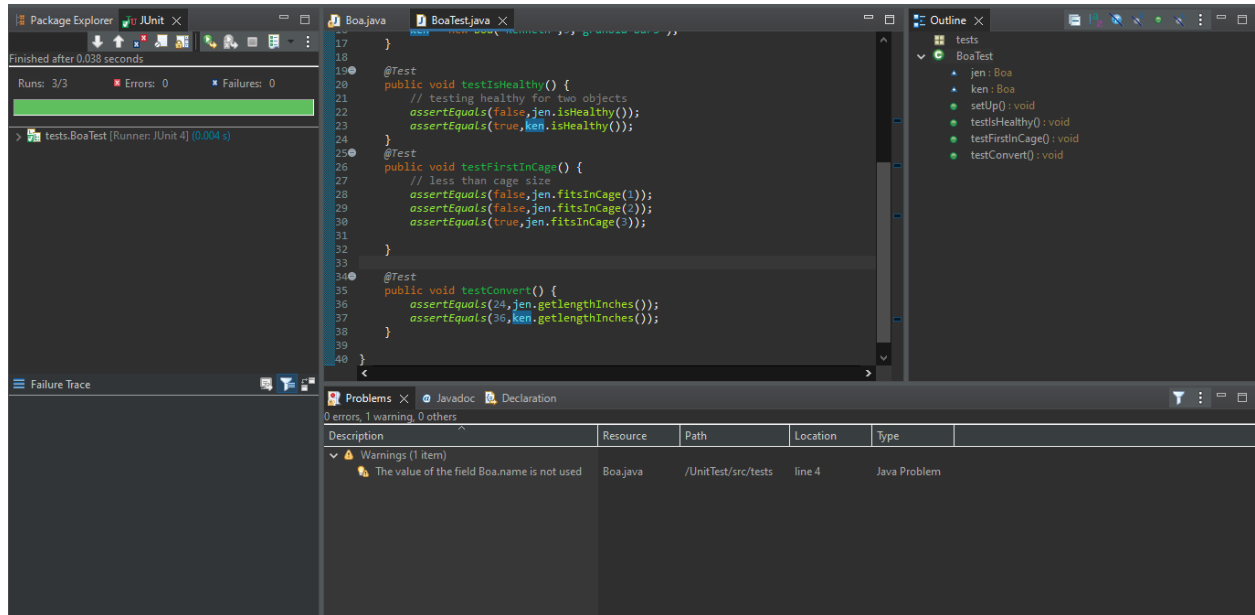 Package Explorer JUnit
Finished after 0.038 seconds
Runs: 3/3 Errors: 0 Failures: 0
tests.BoaTest [Runner: JUnit 4] (0.004 s)
Failure Trace
Boa.java BoaTest.java
17 }
18
19 @Test
20 public void testIsHealthy() {
21 // testing healthy for two objects
22 assertEquals(false,jen.isHealthy());
23 assertEquals(true,ken.isHealthy());
24 }
25 @Test
26 public void testFirstInCage() {
27 // less than cage size
28 assertEquals(false,jen.fitsInCage(1));
29 assertEquals(false,jen.fitsInCage(2));
30 assertEquals(true,jen.fitsInCage(3));
31
32 }
33
34 @Test
35 public void testConvert() {
36 assertEquals(24,jen.getlengthInches());
37 assertEquals(36,ken.getlengthInches());
38 }
39
40 }
Outline
tests
BoaTest
jen : Boa
ken : Boa
setUp() : void
testIsHealthy() : void
testFirstInCage() : void
testConvert() : void
Problems Javadoc Declaration
0 errors, 1 warning, 0 others
Description Resource Path Location Type
Warnings (1 item)
The value of the field Boa.name is not used Boa.java /UnitTest/src/tests line 4 Java Problem